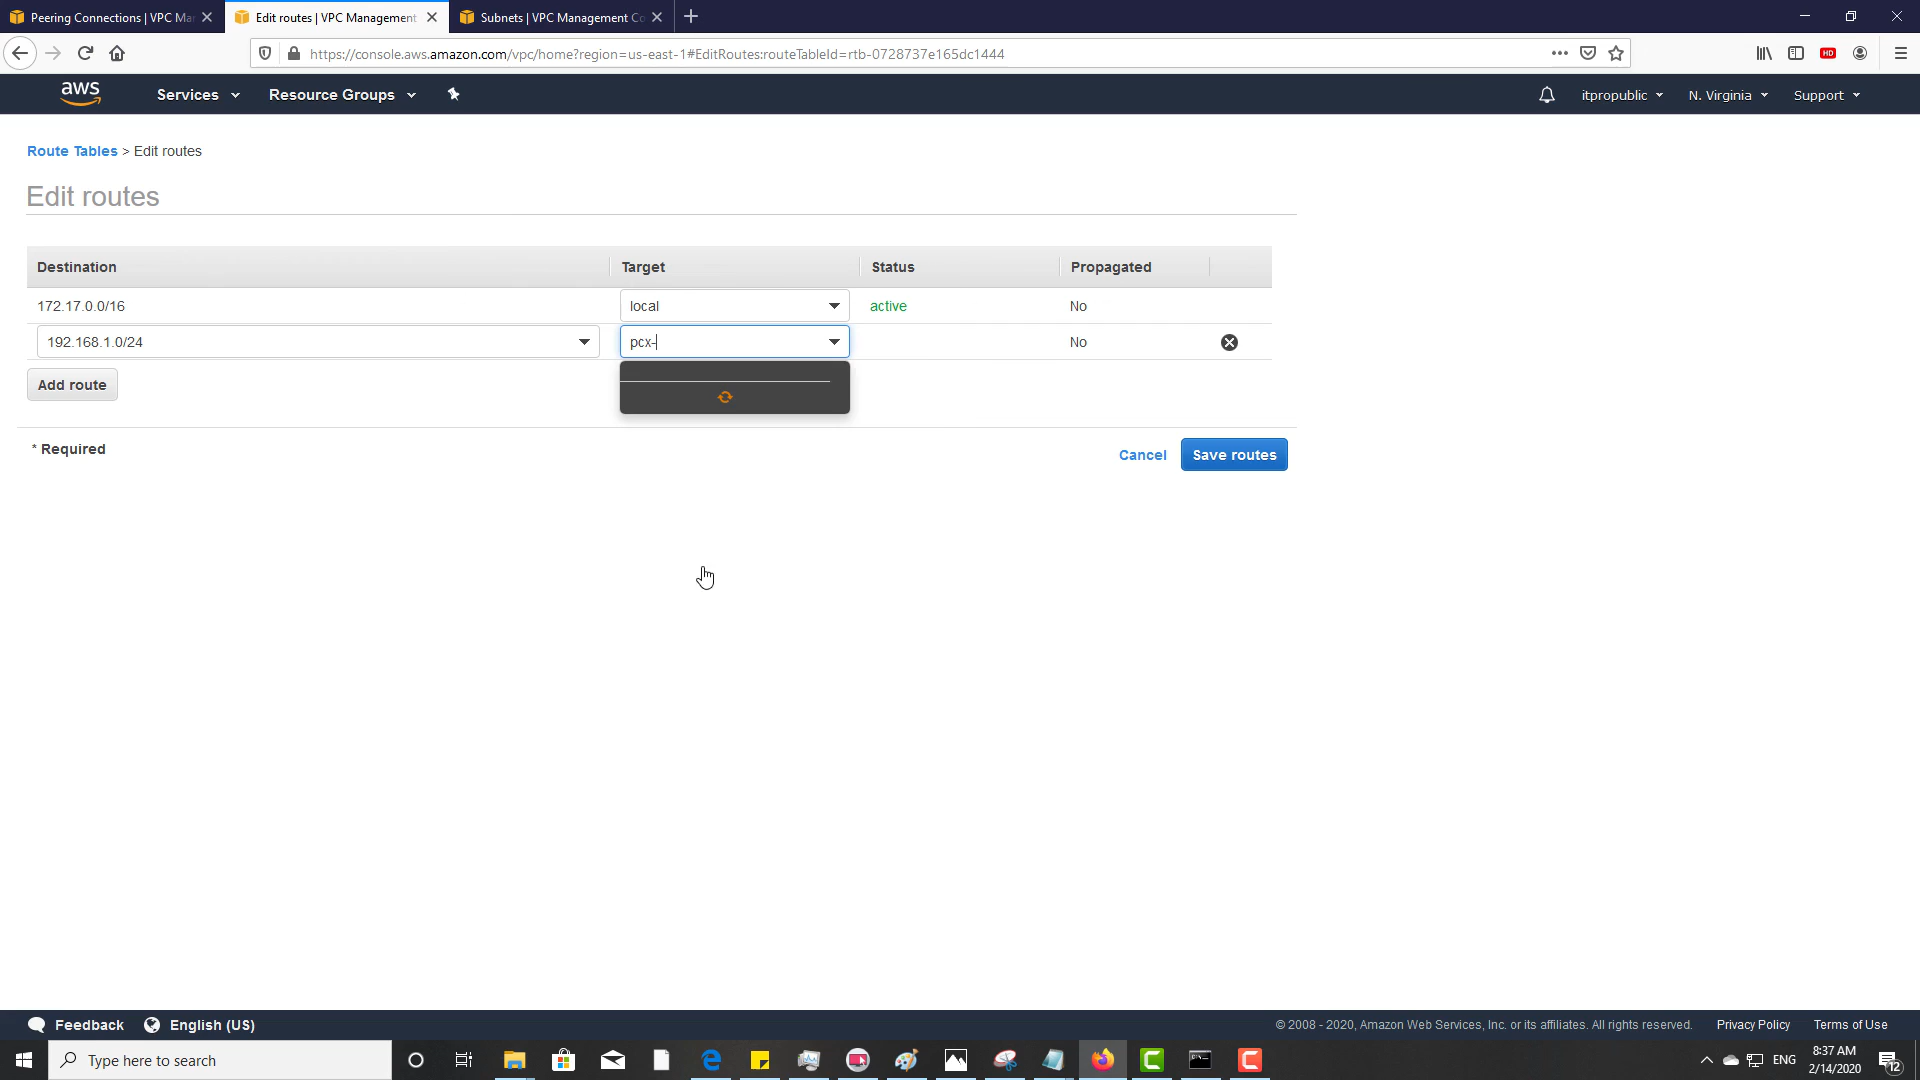 Peering Connections | VPC Ma
Edit routes | VPC Management
Subnets | VPC Management Co
https://console.aws.amazon.com/vpc/home?region=us-east-1#EditRoutes:routeTableId=rtb-0728737e165dc1444
HD
aws
Services
Resource Groups
itpropublic
N. Virginia
Support
Route Tables > Edit routes
Edit routes
Destination
Target
Status
Propagated
172.17.0.0/16
local
active
No
192.168.1.0/24
pcx-
No
Add route
* Required
Cancel
Save routes
Feedback
English (US)
© 2008 - 2020, Amazon Web Services, Inc. or its affiliates. All rights reserved.
Privacy Policy
Terms of Use
Type here to search
ENG
8:37 AM
2/14/2020
12